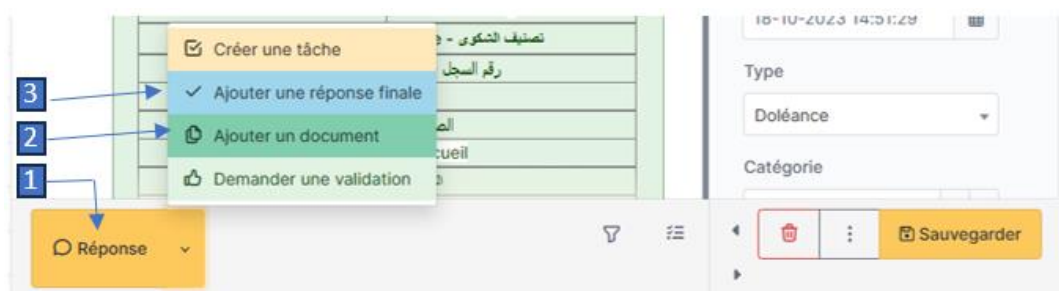 18-10-2023 14:51:29
Créer une tâche
تصنيف الشكوى -
رقم السجل
Type
3
Ajouter une réponse finale
Doléance
2
Ajouter un document
cueil
Catégorie
1
Demander une validation
Réponse
Sauvegarder